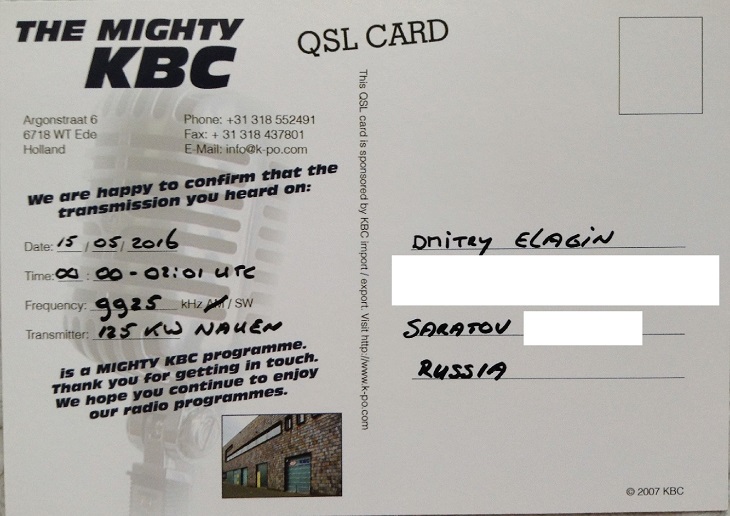 THE MIGHTY
KBC
QSL CARD
Argonstraat 6
6718 WT Ede
Holland
Phone: +31 318 552491
Fax: + 31 318 437801
E-Mail: info@k-po.com
We are happy to confirm that the
transmission you heard on:
Date: 15 / 05 / 2016
Time: 00 : 00 - 02:01 UTC
Frequency: 9925 kHz AM / SW
Transmitter: 125 KW NAUEN
is a MIGHTY KBC programme.
Thank you for getting in touch.
We hope you continue to enjoy
our radio programmes.
This QSL card is sponsored by KBC import / export. Visit http://www.k-po.com
DMITRY ELAGIN
SARATOV
RUSSIA
© 2007 KBC